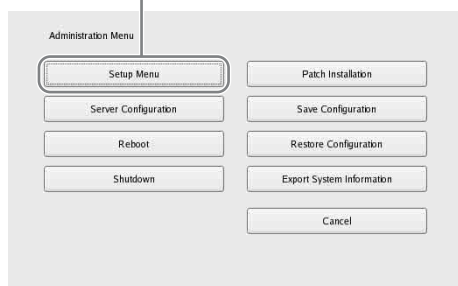 Administration Menu
Setup Menu
Patch Installation
Server Configuration
Save Configuration
Reboot
Restore Configuration
Shutdown
Export System Information
Cancel